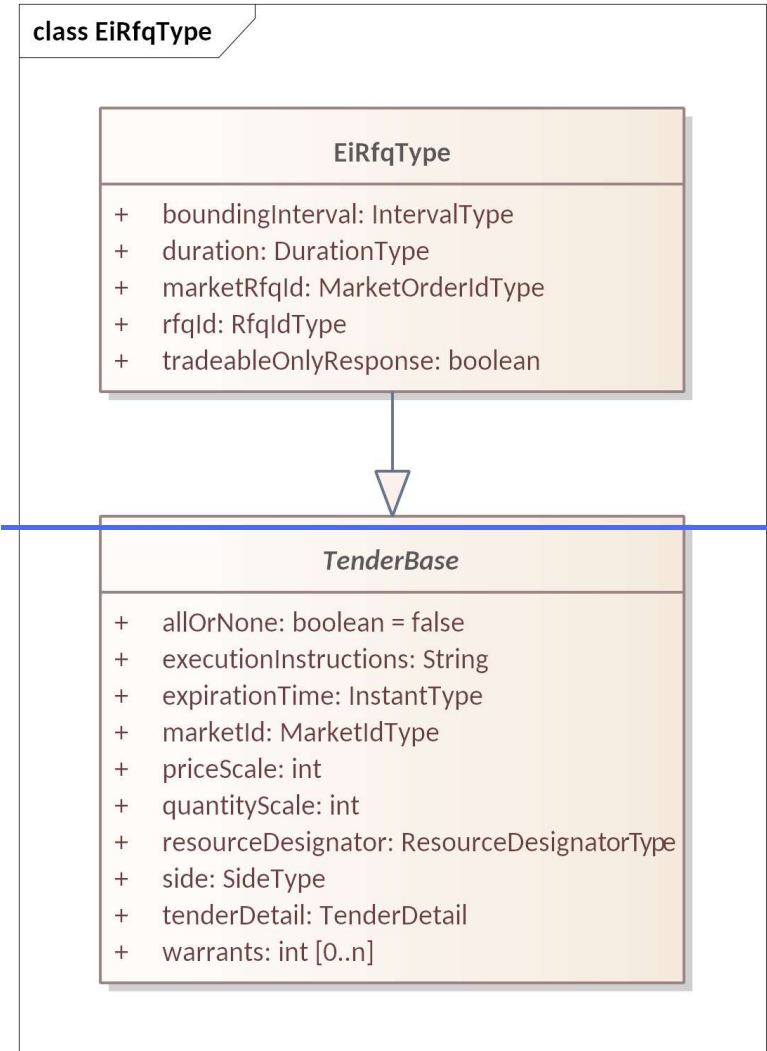 class EiRfqType
EiRfqType
+ boundingInterval: IntervalType
+ duration: DurationType
+ marketRfqId: MarketOrderIdType
+ rfqId: RfqIdType
+ tradeableOnlyResponse: boolean
TenderBase
+ allOrNone: boolean = false
+ executionInstructions: String
+ expirationTime: InstantType
+ marketId: MarketIdType
+ priceScale: int
+ quantityScale: int
+ resourceDesignator: ResourceDesignatorType
+ side: SideType
+ tenderDetail: TenderDetail
+ warrants: int [0..n]